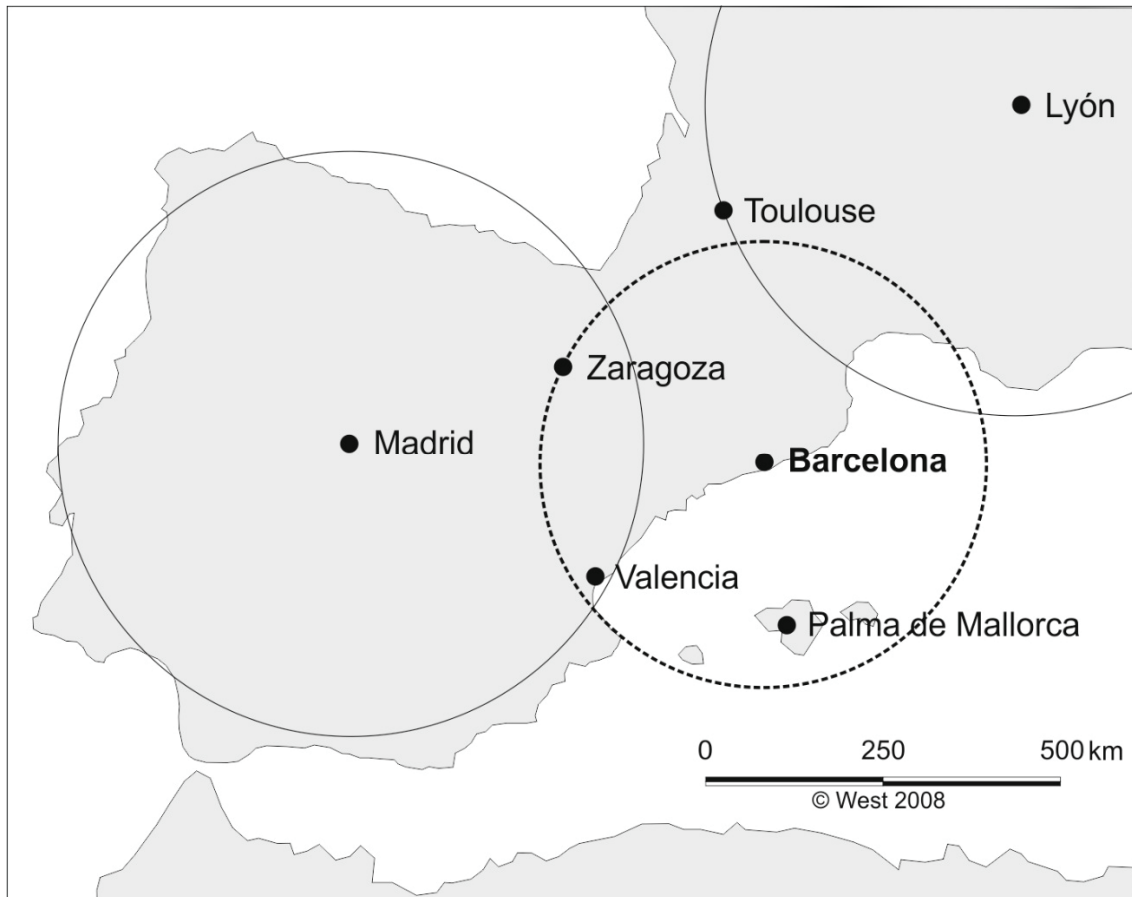 Lyón
Toulouse
Zaragoza
Madrid
Barcelona
Valencia
Palma de Mallorca
0 250 500 km
© West 2008